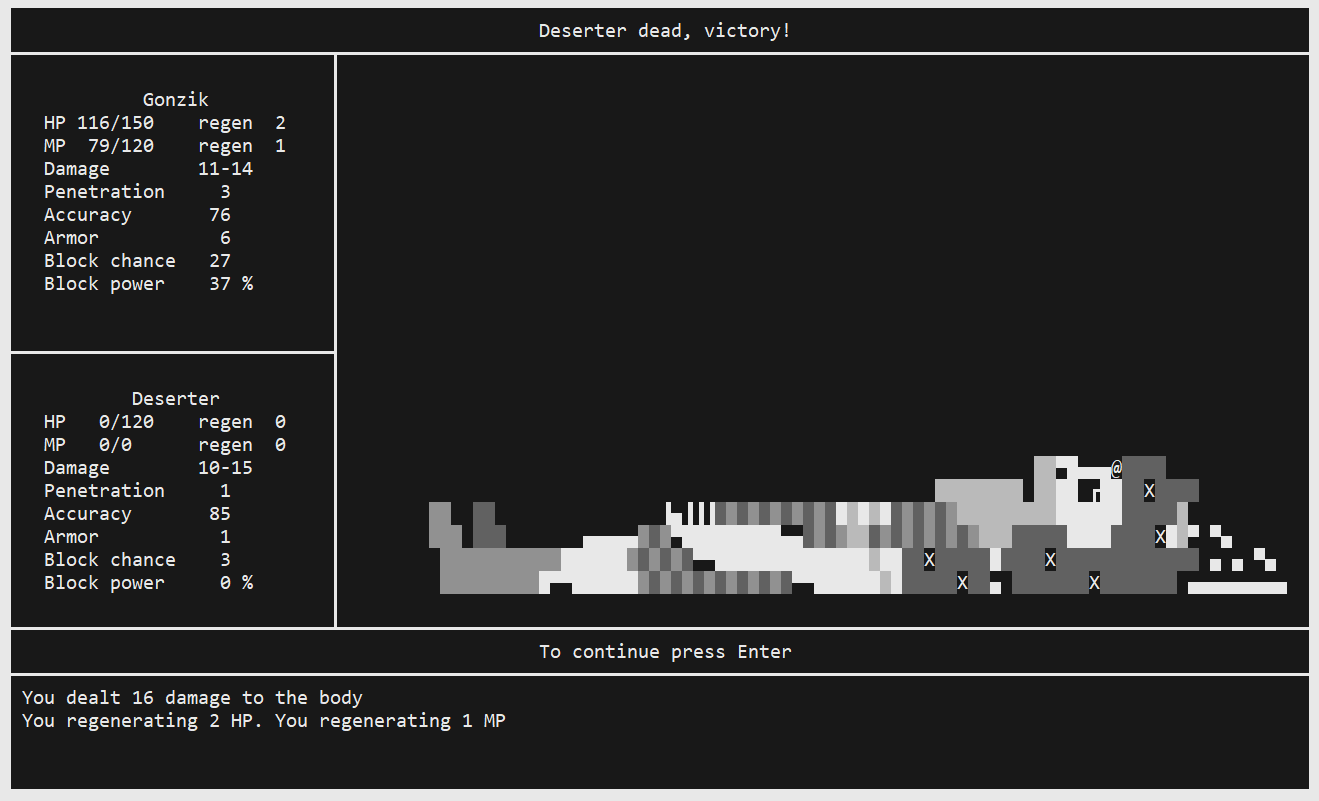 Deserter dead, victory!
Gonzik
HP 116/150 regen 2
MP 79/120 regen 1
Damage 11-14
Penetration 3
Accuracy 76
Armor 6
Block chance 27
Block power 37 %
Deserter
HP 0/120 regen 0
MP 0/0 regen 0
Damage 10-15
Penetration 1
Accuracy 85
Armor 1
Block chance 3
Block power 0 %
@
X
X
X X
X X
To continue press Enter
You dealt 16 damage to the body
You regenerating 2 HP. You regenerating 1 MP